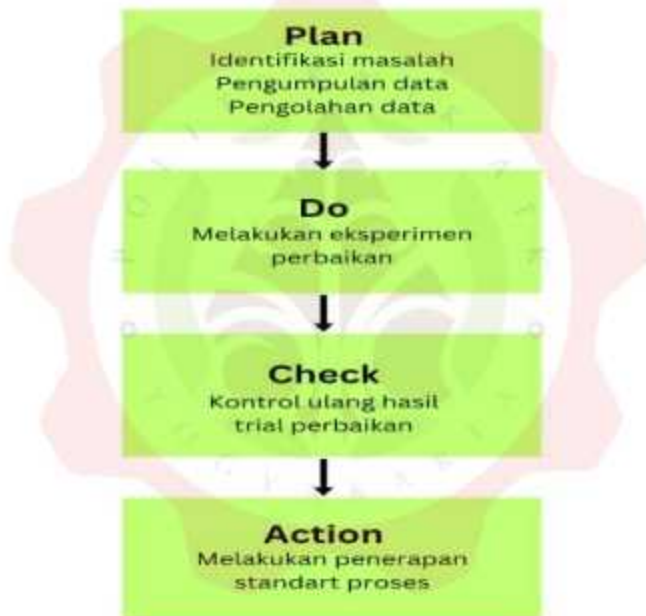 Plan
Identifikasi masalah
Pengumpulan data
Pengolahan data
Do
Melakukan eksperimen
perbaikan
Check
Kontrol ulang hasil
trial perbaikan
Action
Melakukan penerapan
standart proses